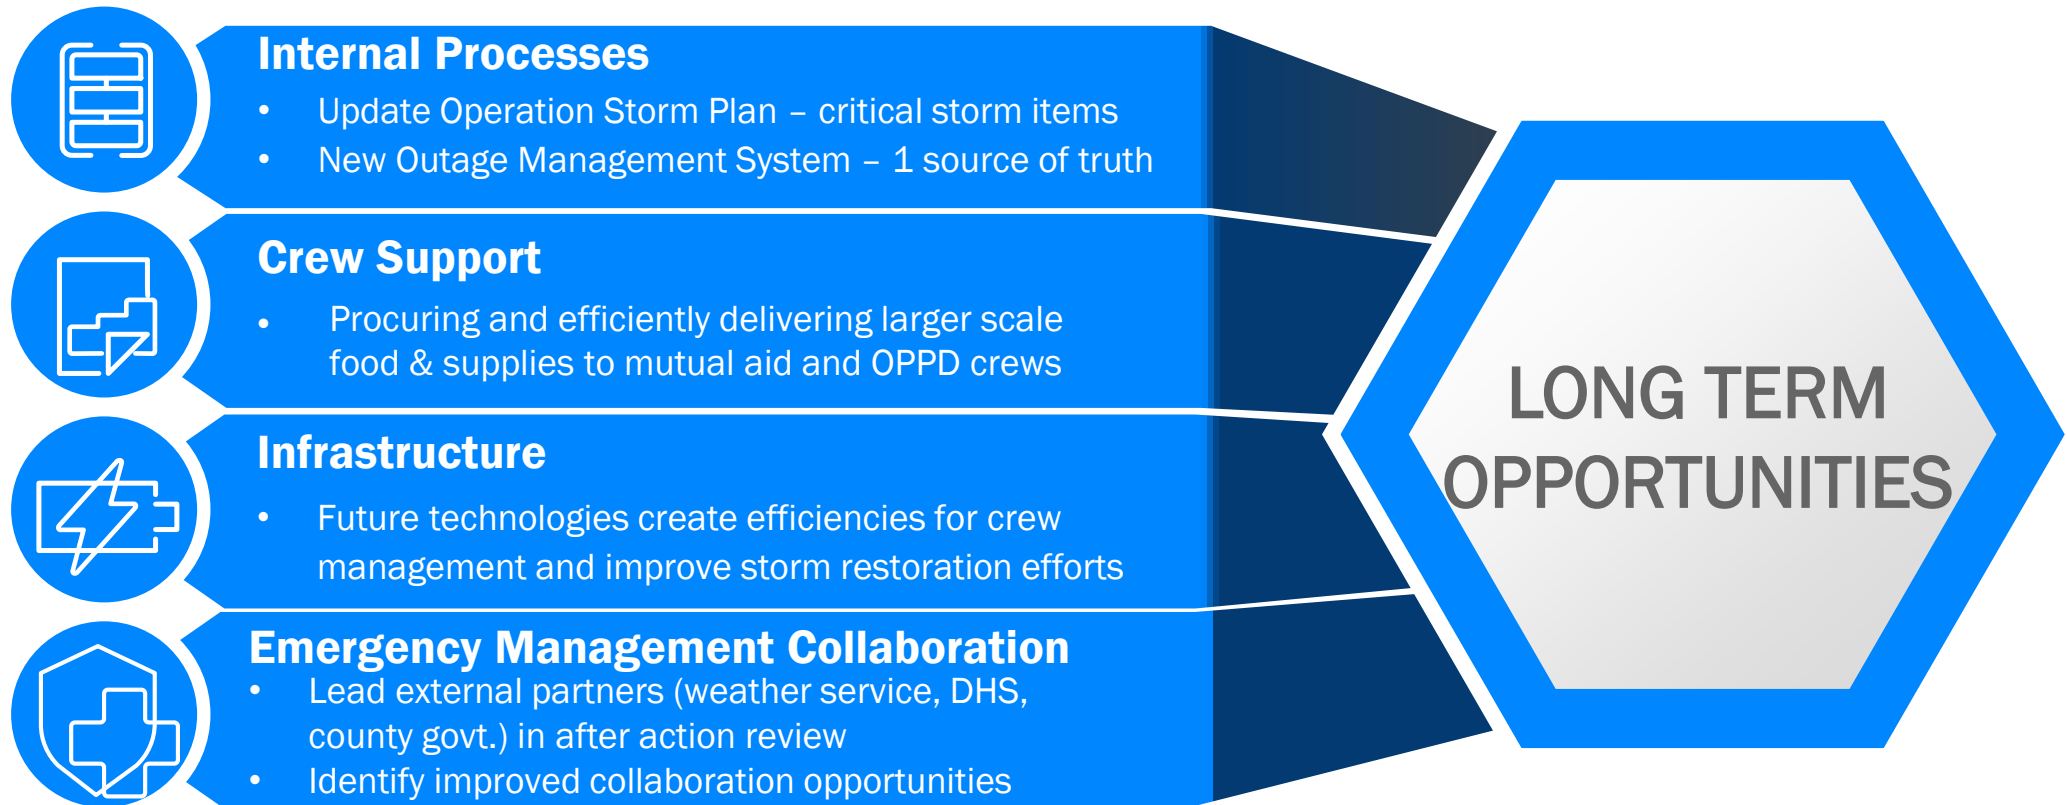 Internal Processes
• Update Operation Storm Plan – critical storm items
• New Outage Management System – 1 source of truth
Crew Support
• Procuring and efficiently delivering larger scale
food & supplies to mutual aid and OPPD crews
Infrastructure
• Future technologies create efficiencies for crew
management and improve storm restoration efforts
Emergency Management Collaboration
• Lead external partners (weather service, DHS,
county govt.) in after action review
• Identify improved collaboration opportunities
LONG TERM
OPPORTUNITIES